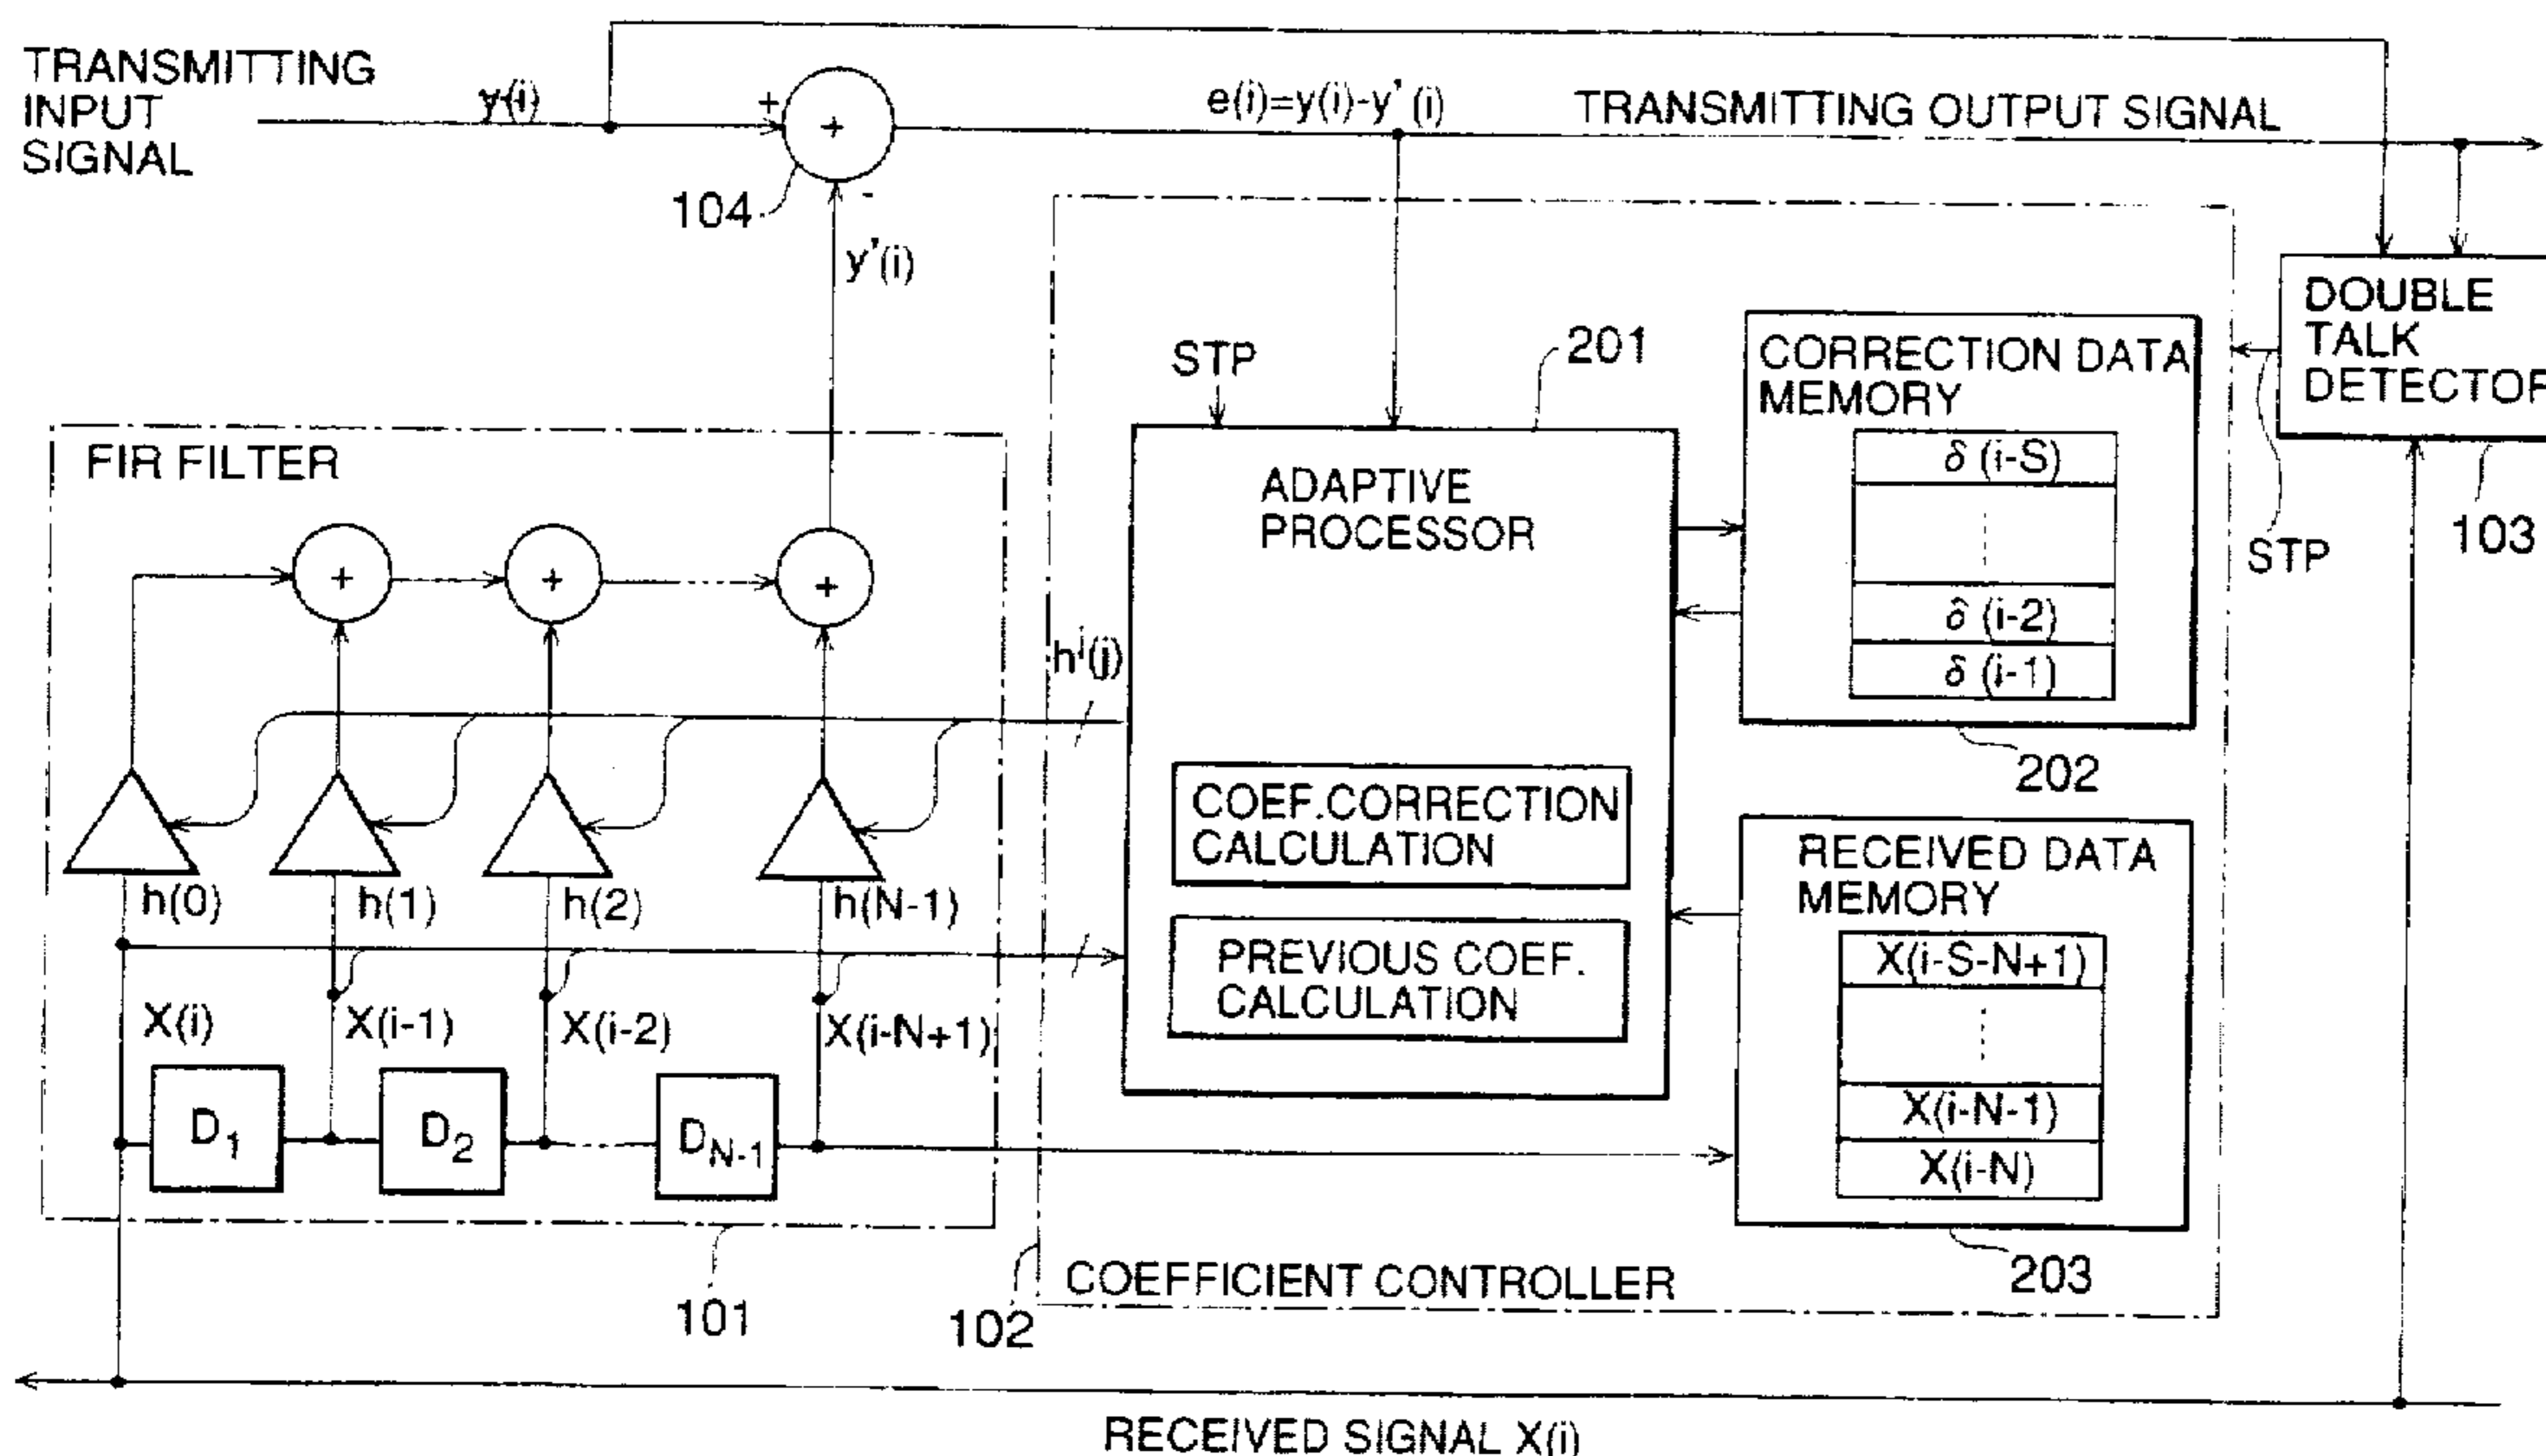 TRANSMITTING
INPUT
SIGNAL
y(i)
+
+
-
104
e(i)=y(i)-y'(i)
TRANSMITTING OUTPUT SIGNAL
y'(i)
DOUBLE
TALK
DETECTOR
103
STP
STP
201
ADAPTIVE
PROCESSOR
COEF.CORRECTION
CALCULATION
PREVIOUS COEF.
CALCULATION
CORRECTION DATA
MEMORY
δ (i-S)
δ (i-2)
δ (i-1)
202
RECEIVED DATA
MEMORY
X(i-S-N+1)
X(i-N-1)
X(i-N)
203
FIR FILTER
+
+
+
h^i(j)
h(0)
h(1)
h(2)
h(N-1)
X(i)
X(i-1)
X(i-2)
X(i-N+1)
D1
D2
DN-1
101
102
COEFFICIENT CONTROLLER
RECEIVED SIGNAL X(i)